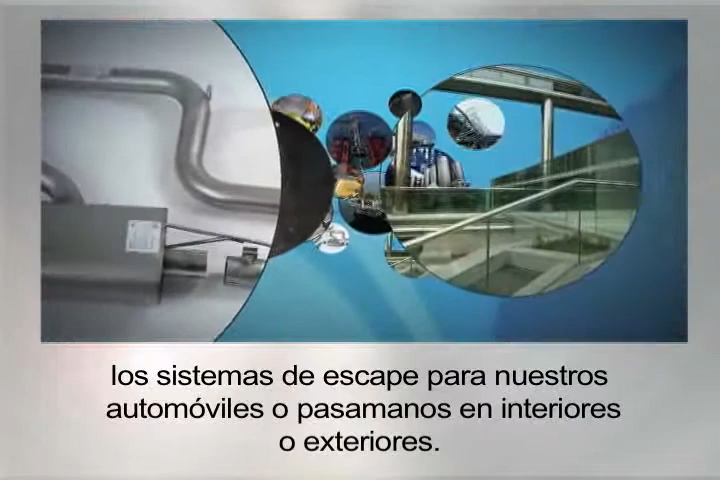 los sistemas de escape para nuestros
automóviles o pasamanos en interiores
o exteriores.